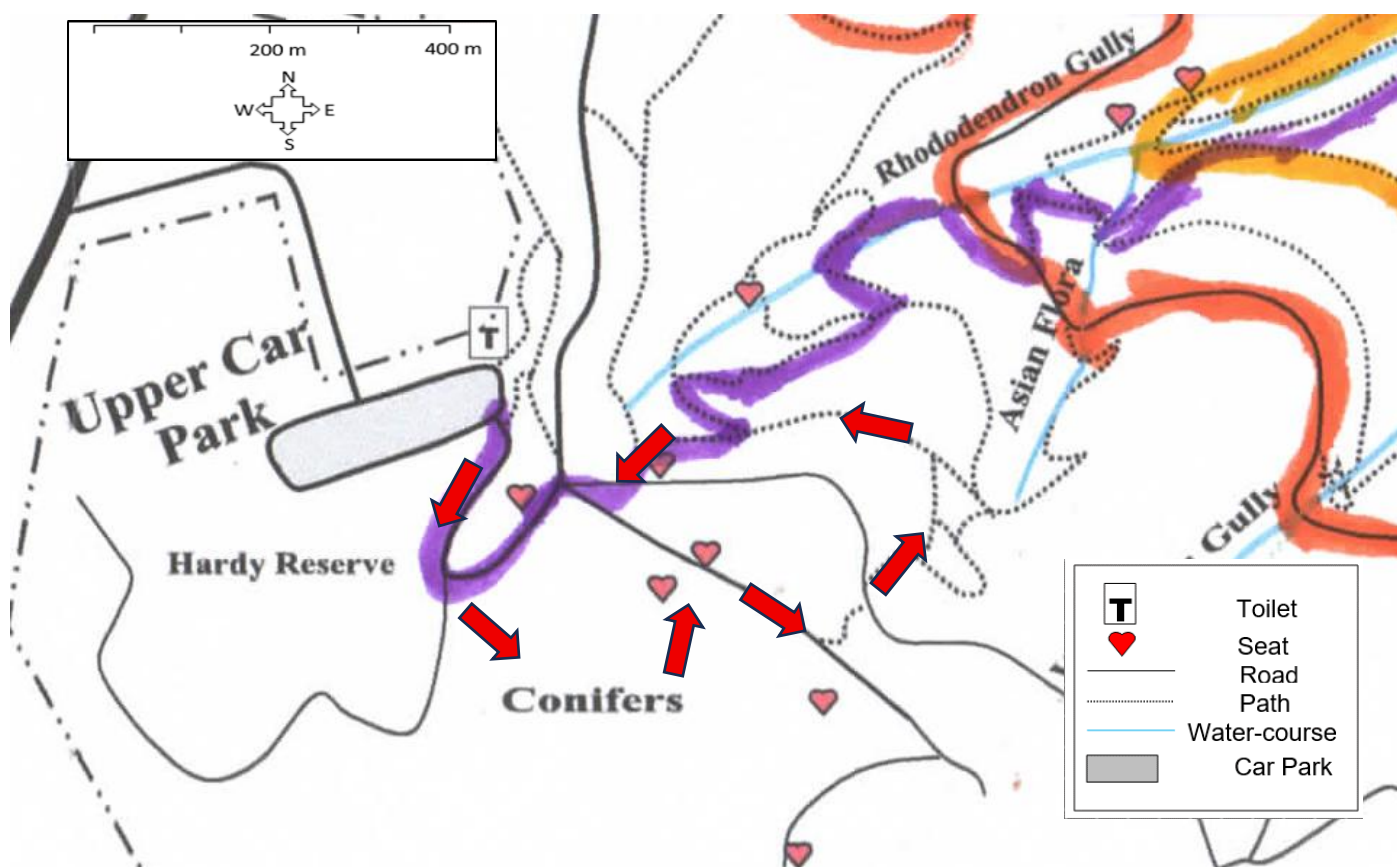 200 m
400 m
N
W
E
S
Rhododendron Gully
Upper Car
Park
T
Asian Flora
Hardy Reserve
Gully
Conifers
T
Toilet
Seat
Road
Path
Water-course
Car Park